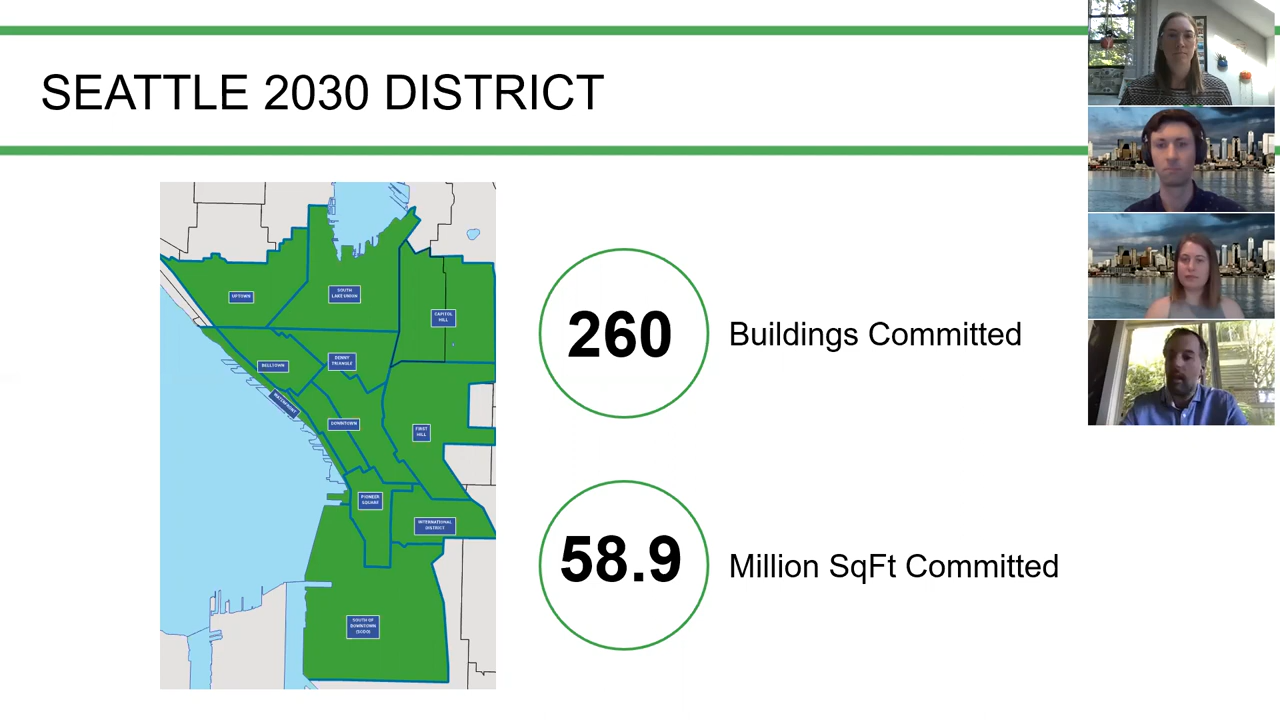 SEATTLE 2030 DISTRICT
UPTOWN
SOUTH
LAKE UNION
CAPITOL
HILL
BELLTOWN
DENNY
TRIANGLE
WATERFRONT
DOWNTOWN
FIRST
HILL
PIONEER
SQUARE
INTERNATIONAL
DISTRICT
SOUTH OF
DOWNTOWN
(SODO)
260
Buildings Committed
58.9
Million SqFt Committed